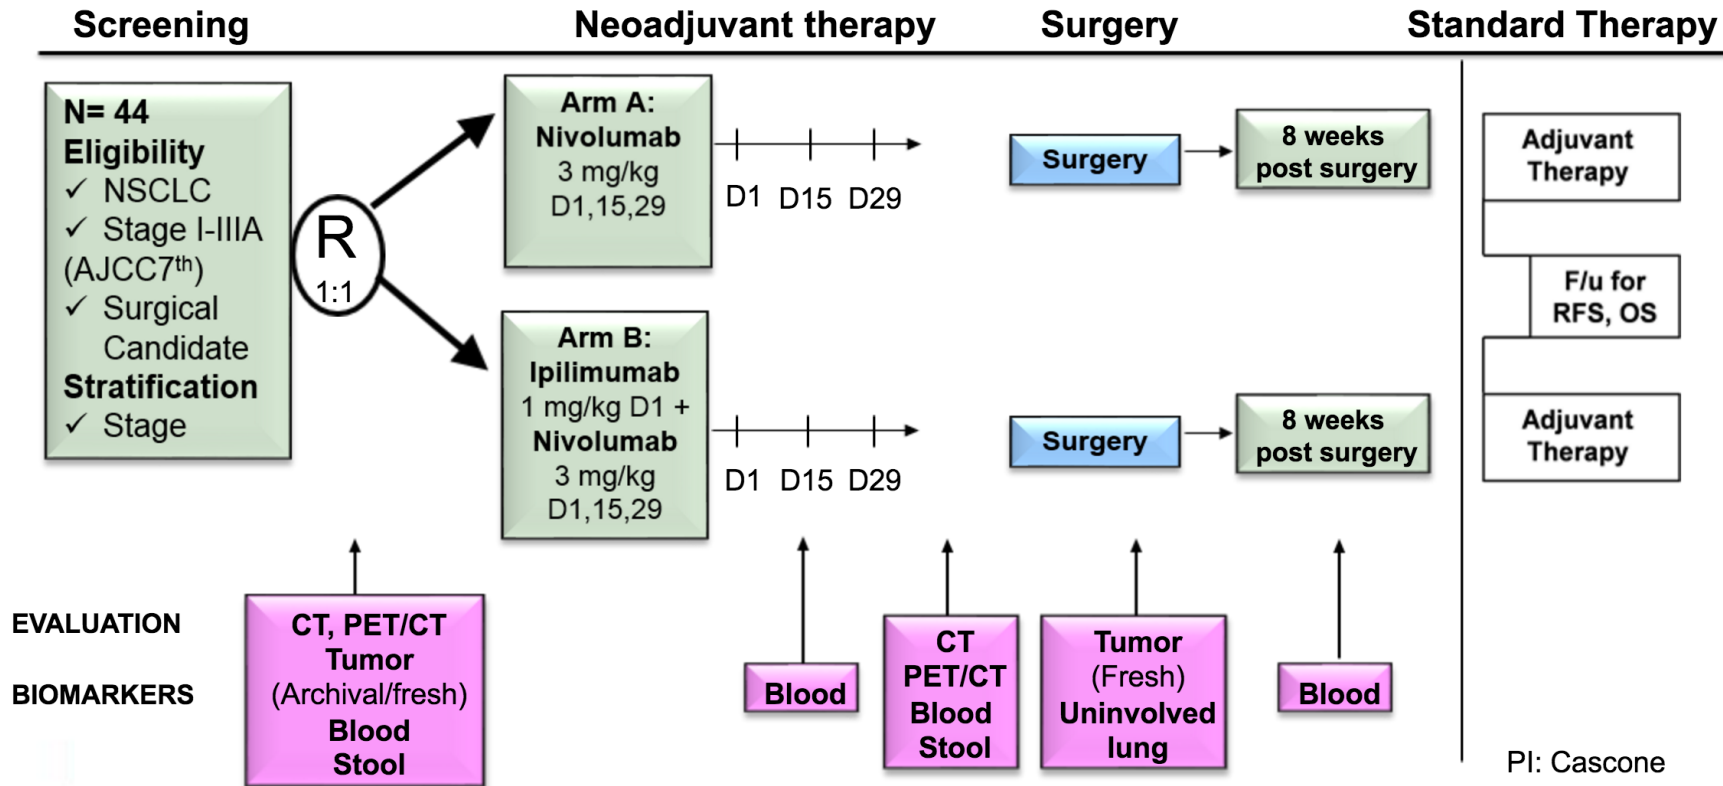 Screening
Neoadjuvant therapy
Surgery
Standard Therapy
N= 44
Eligibility
✓ NSCLC
✓ Stage I-IIIA
(AJCC7th)
✓ Surgical
Candidate
Stratification
✓ Stage
R
1:1
Arm A:
Nivolumab
3 mg/kg
D1,15,29
D1 D15 D29
Surgery
8 weeks
post surgery
Adjuvant
Therapy
F/u for
RFS, OS
Arm B:
Ipilimumab
1 mg/kg D1 +
Nivolumab
3 mg/kg
D1,15,29
D1 D15 D29
Surgery
8 weeks
post surgery
Adjuvant
Therapy
EVALUATION
BIOMARKERS
CT, PET/CT
Tumor
(Archival/fresh)
Blood
Stool
Blood
CT
PET/CT
Blood
Stool
Tumor
(Fresh)
Uninvolved
lung
Blood
PI: Cascone